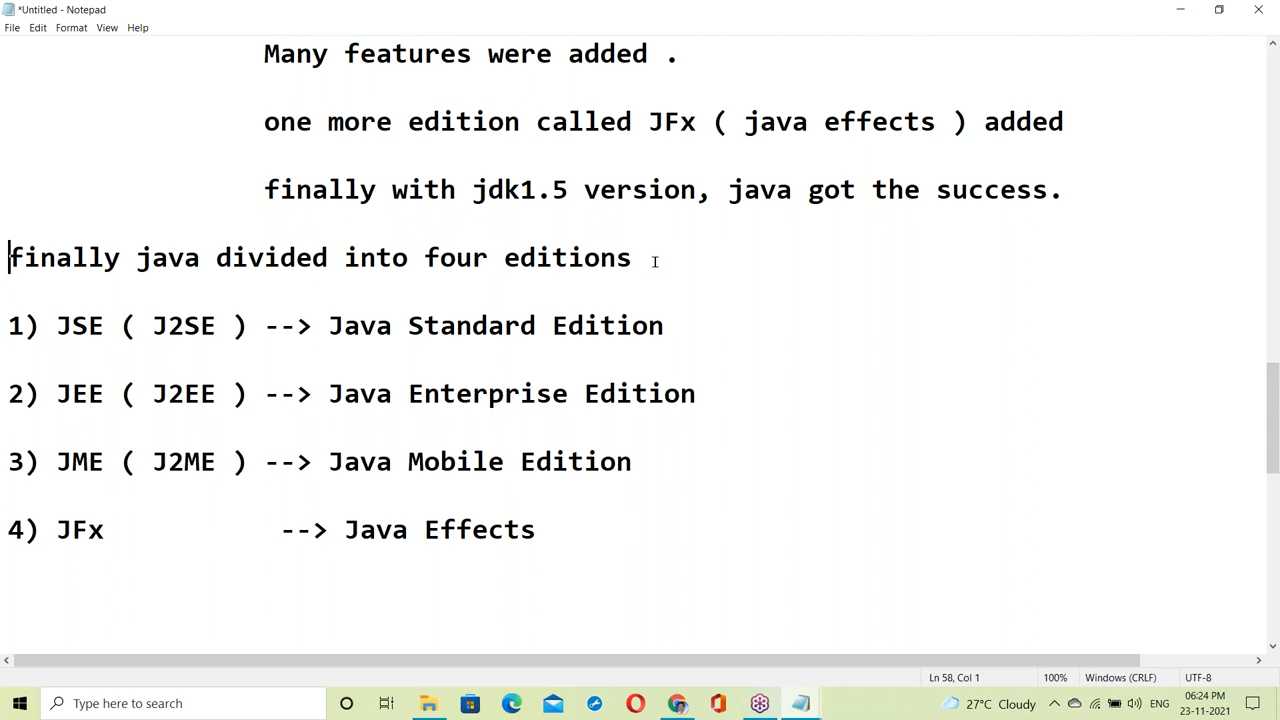 *Untitled - Notepad
File Edit Format View Help
Many features were added .
one more edition called JFx ( java effects ) added
finally with jdk1.5 version, java got the success.
finally java divided into four editions
1) JSE ( J2SE ) --> Java Standard Edition
2) JEE ( J2EE ) --> Java Enterprise Edition
3) JME ( J2ME ) --> Java Mobile Edition
4) JFx --> Java Effects
Ln 58, Col 1 100% Windows (CRLF) UTF-8
Type here to search 27°C Cloudy ENG 06:24 PM
23-11-2021